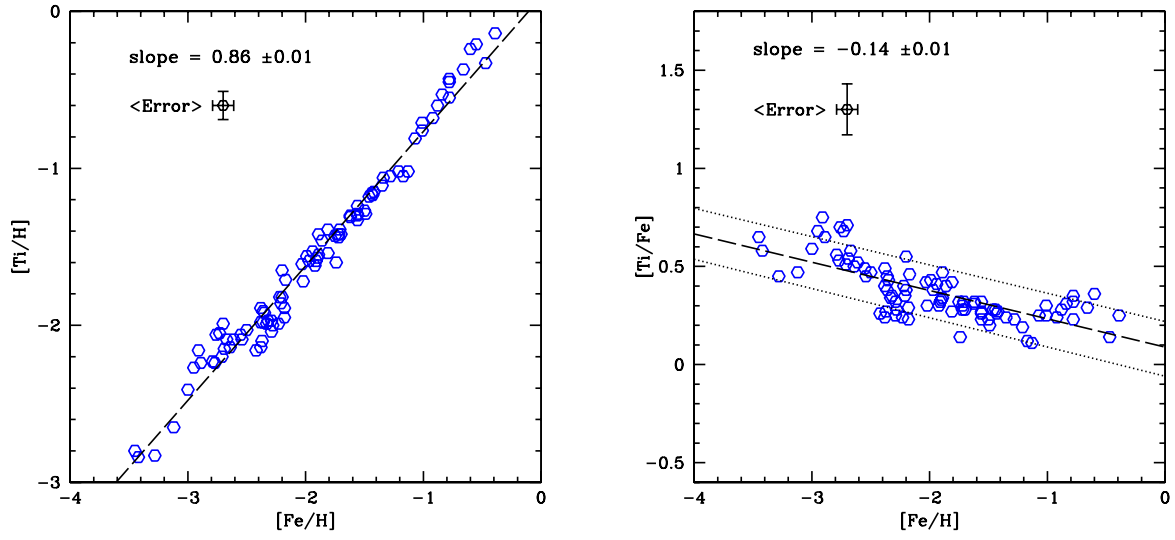 0
slope = 0.86 ±0.01
<Error>
−1
[Ti/H]
−2
−3
−4
−3
−2
−1
0
[Fe/H]
slope = −0.14 ±0.01
1.5
<Error>
1
[Ti/Fe]
0.5
0
−0.5
−4
−3
−2
−1
0
[Fe/H]